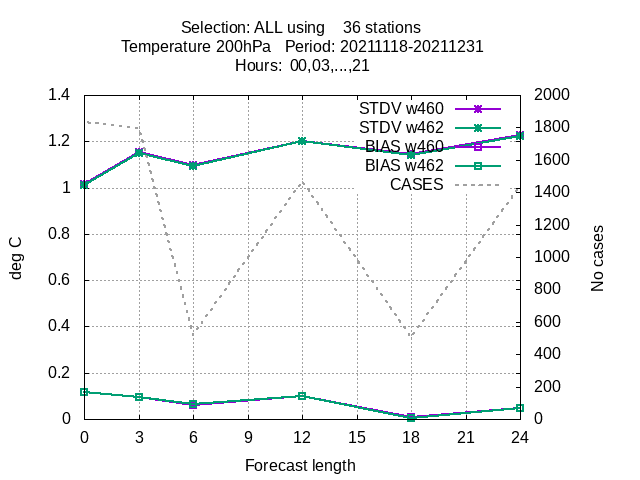 Selection: ALL using    36 stations
Temperature 200hPa   Period: 20211118-20211231
Hours:  00,03,...,21
STDV w460
STDV w462
BIAS w460
BIAS w462
CASES
1.4
1.2
1
0.8
0.6
0.4
0.2
0
2000
1800
1600
1400
1200
1000
800
600
400
200
0
deg C
No cases
0 3 6 9 12 15 18 21 24
Forecast length